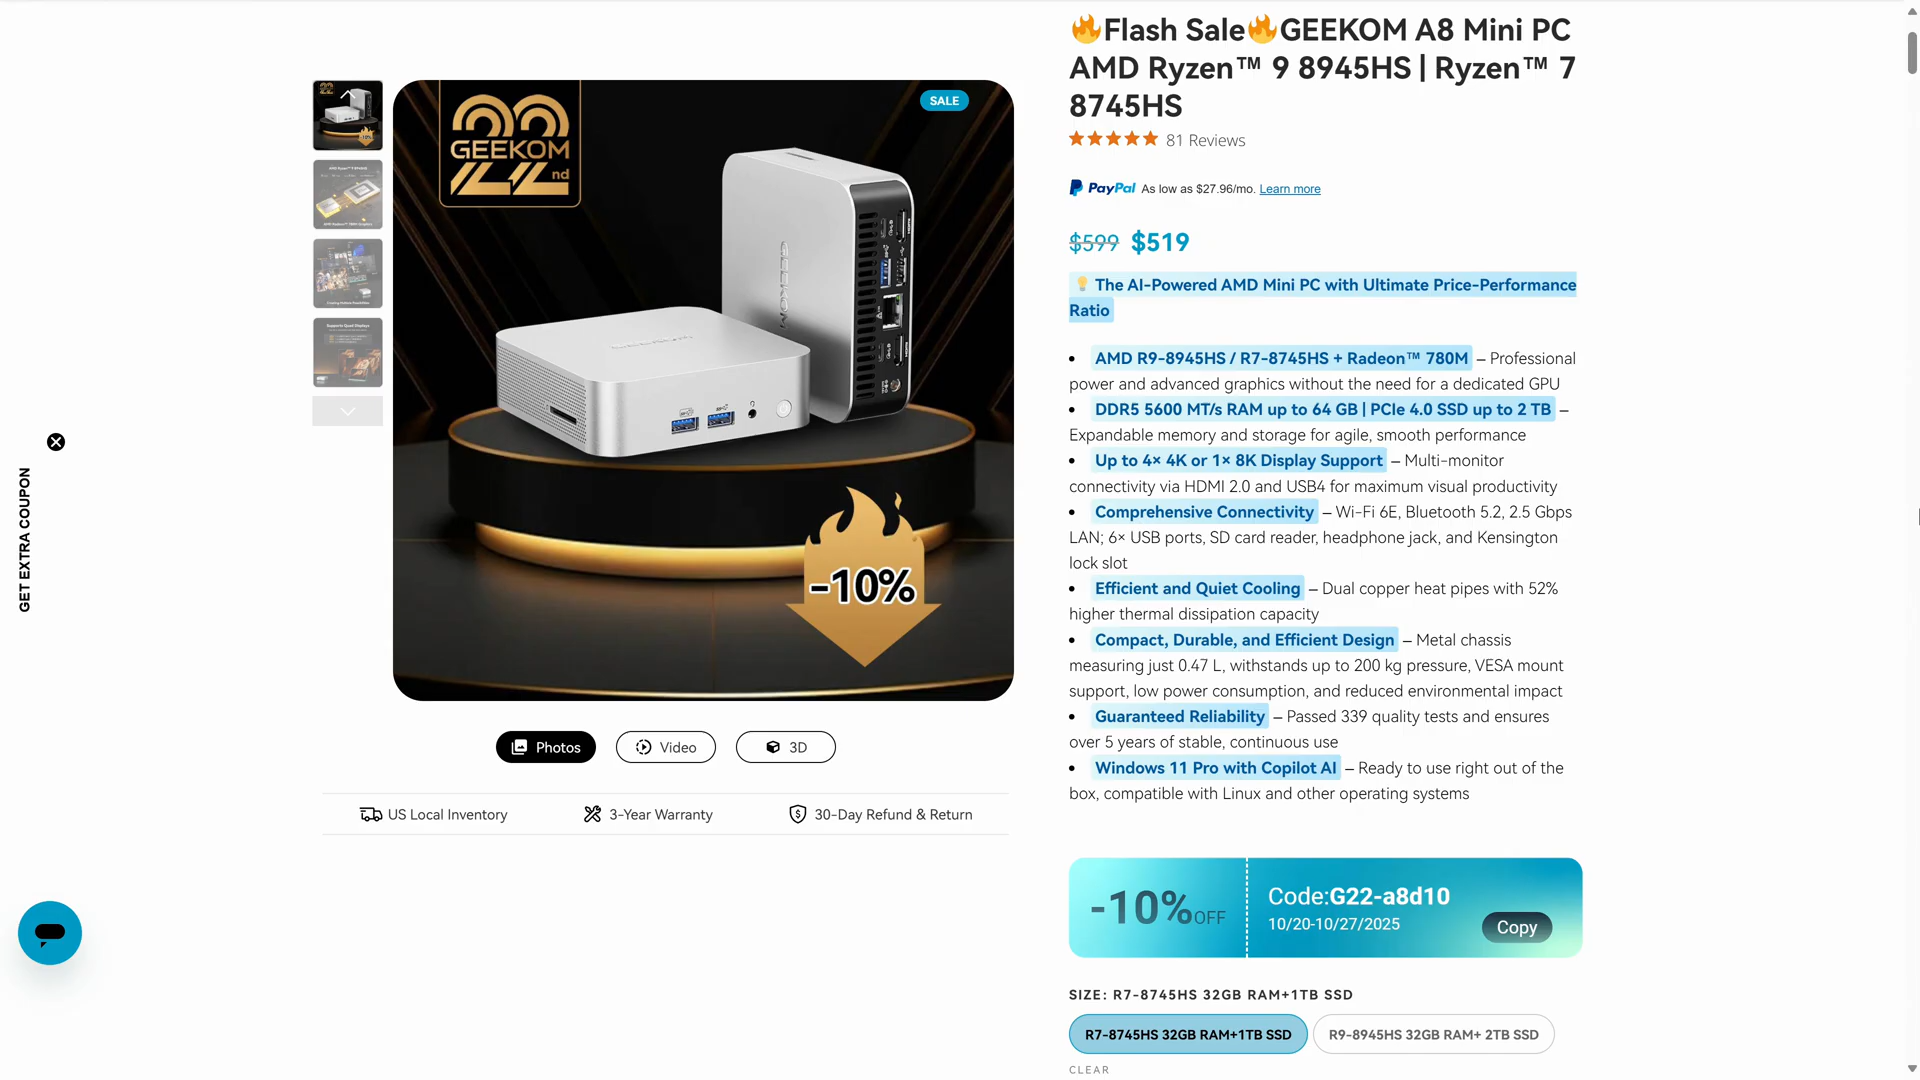 🔥Flash Sale🔥GEEKOM A8 Mini PC
AMD Ryzen™ 9 8945HS | Ryzen™ 7
8745HS
81 Reviews
PayPal As low as $27.96/mo. Learn more
$599 $519
💡 The AI-Powered AMD Mini PC with Ultimate Price-Performance
Ratio
• AMD R9-8945HS / R7-8745HS + Radeon™ 780M – Professional
power and advanced graphics without the need for a dedicated GPU
• DDR5 5600 MT/s RAM up to 64 GB | PCIe 4.0 SSD up to 2 TB –
Expandable memory and storage for agile, smooth performance
• Up to 4× 4K or 1× 8K Display Support – Multi-monitor
connectivity via HDMI 2.0 and USB4 for maximum visual productivity
• Comprehensive Connectivity – Wi-Fi 6E, Bluetooth 5.2, 2.5 Gbps
LAN; 6× USB ports, SD card reader, headphone jack, and Kensington
lock slot
• Efficient and Quiet Cooling – Dual copper heat pipes with 52%
higher thermal dissipation capacity
• Compact, Durable, and Efficient Design – Metal chassis
measuring just 0.47 L, withstands up to 200 kg pressure, VESA mount
support, low power consumption, and reduced environmental impact
• Guaranteed Reliability – Passed 339 quality tests and ensures
over 5 years of stable, continuous use
• Windows 11 Pro with Copilot AI – Ready to use right out of the
box, compatible with Linux and other operating systems
-10% OFF
Code:G22-a8d10
10/20-10/27/2025
Copy
SIZE: R7-8745HS 32GB RAM+1TB SSD
R7-8745HS 32GB RAM+1TB SSD
R9-8945HS 32GB RAM+ 2TB SSD
CLEAR
22
GEEKOM
22nd
SALE
GEEKOM
GEEKOM
-10%
Photos
Video
3D
US Local Inventory
3-Year Warranty
30-Day Refund & Return
GET EXTRA COUPON